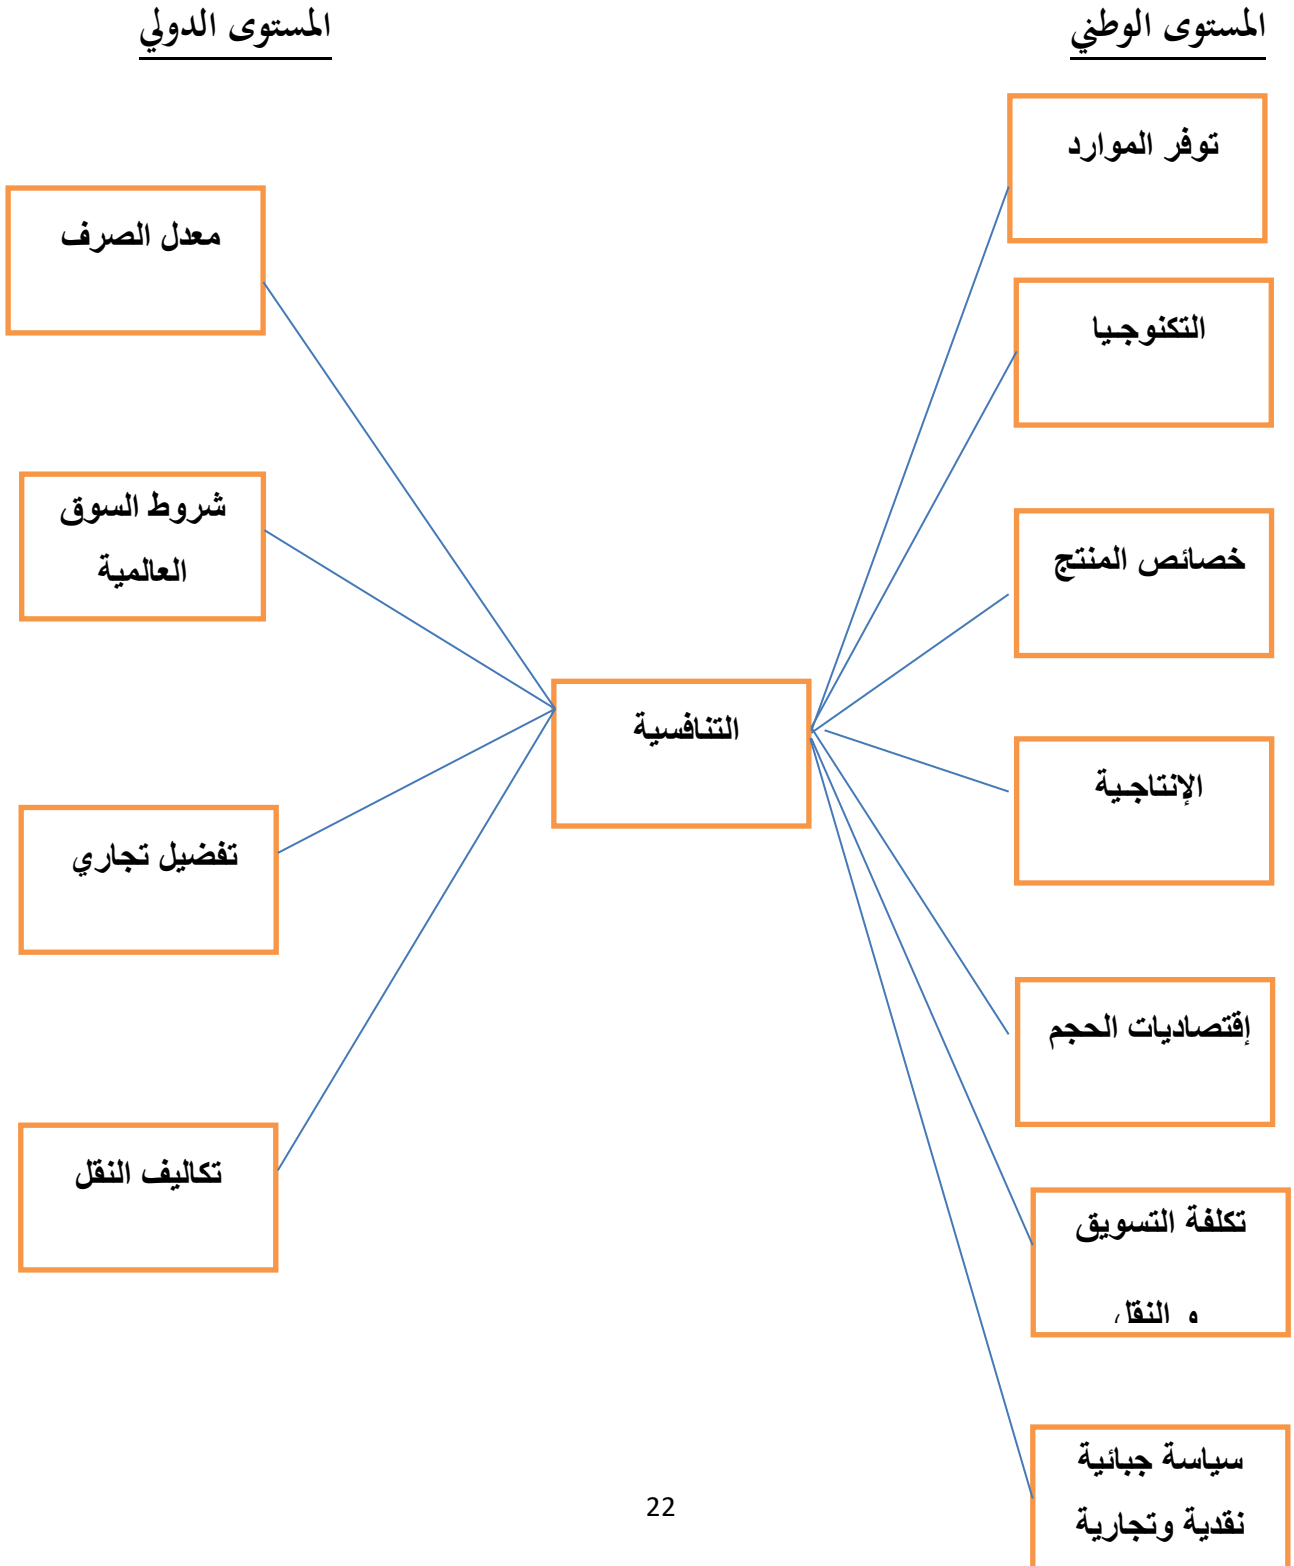 المستوى الوطني
المستوى الدولي
توفر الموارد
معدل الصرف
التكنوجيا
شروط السوق
العالمية
خصائص المنتج
التنافسية
الإنتاجية
تفضيل تجاري
إقتصاديات الحجم
تكاليف النقل
تكلفة التسويق
و النقل
سياسة جبائية
نقدية وتجارية
22